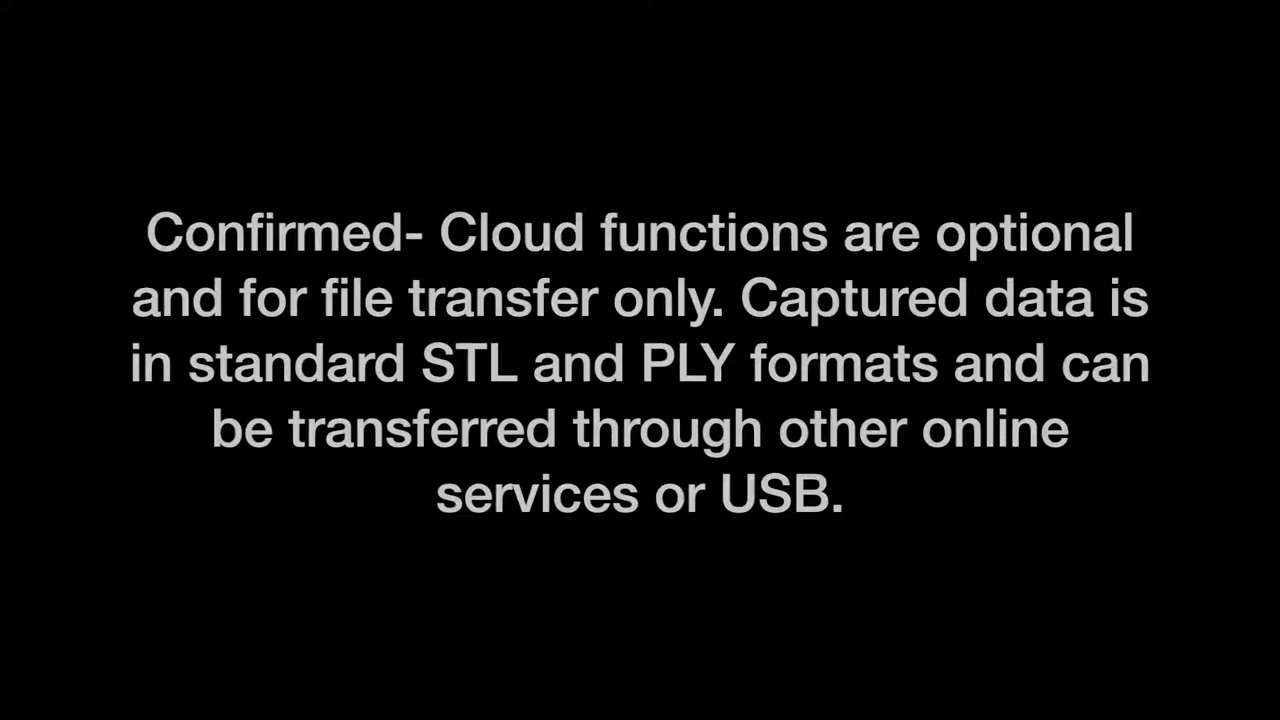 Confirmed- Cloud functions are optional
and for file transfer only. Captured data is
in standard STL and PLY formats and can
be transferred through other online
services or USB.